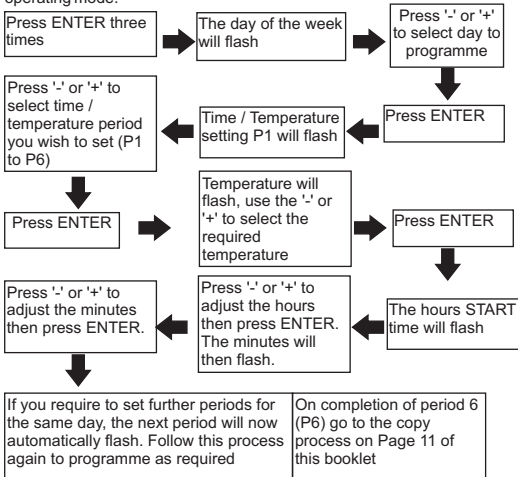 operating mode.
Press ENTER three
times
The day of the week
will flash
Press '-' or '+'
to select day to
programme
Press ENTER
Time / Temperature
setting P1 will flash
Press '-' or '+' to
select time /
temperature period
you wish to set (P1
to P6)
Press ENTER
Temperature will
flash, use the '-' or
'+' to select the
required
temperature
Press ENTER
The hours START
time will flash
Press '-' or '+' to
adjust the hours
then press ENTER.
The minutes will
then flash.
Press '-' or '+' to
adjust the minutes
then press ENTER.
If you require to set further periods for
the same day, the next period will now
automatically flash. Follow this process
again to programme as required
On completion of period 6
(P6) go to the copy
process on Page 11 of
this booklet